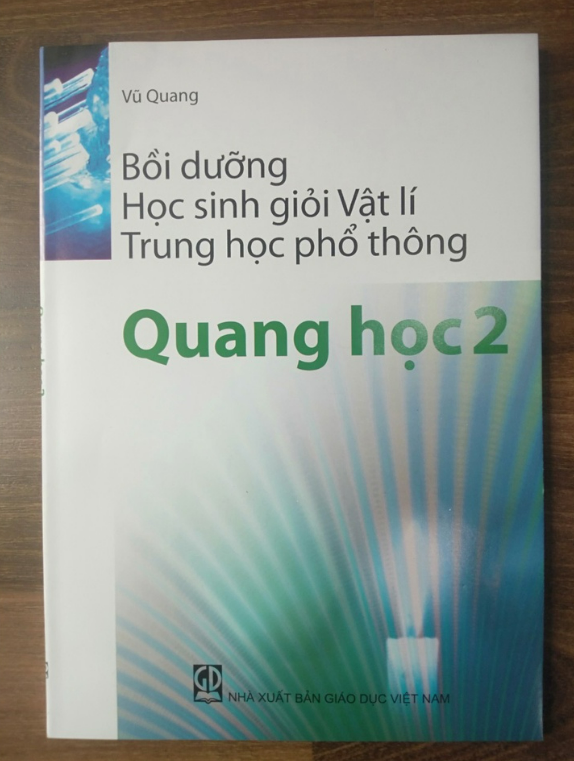 Vũ Quang
Bồi dưỡng
Học sinh giỏi Vật lí
Trung học phổ thông
Quang học 2
GD
NHÀ XUẤT BẢN GIÁO DỤC VIỆT NAM